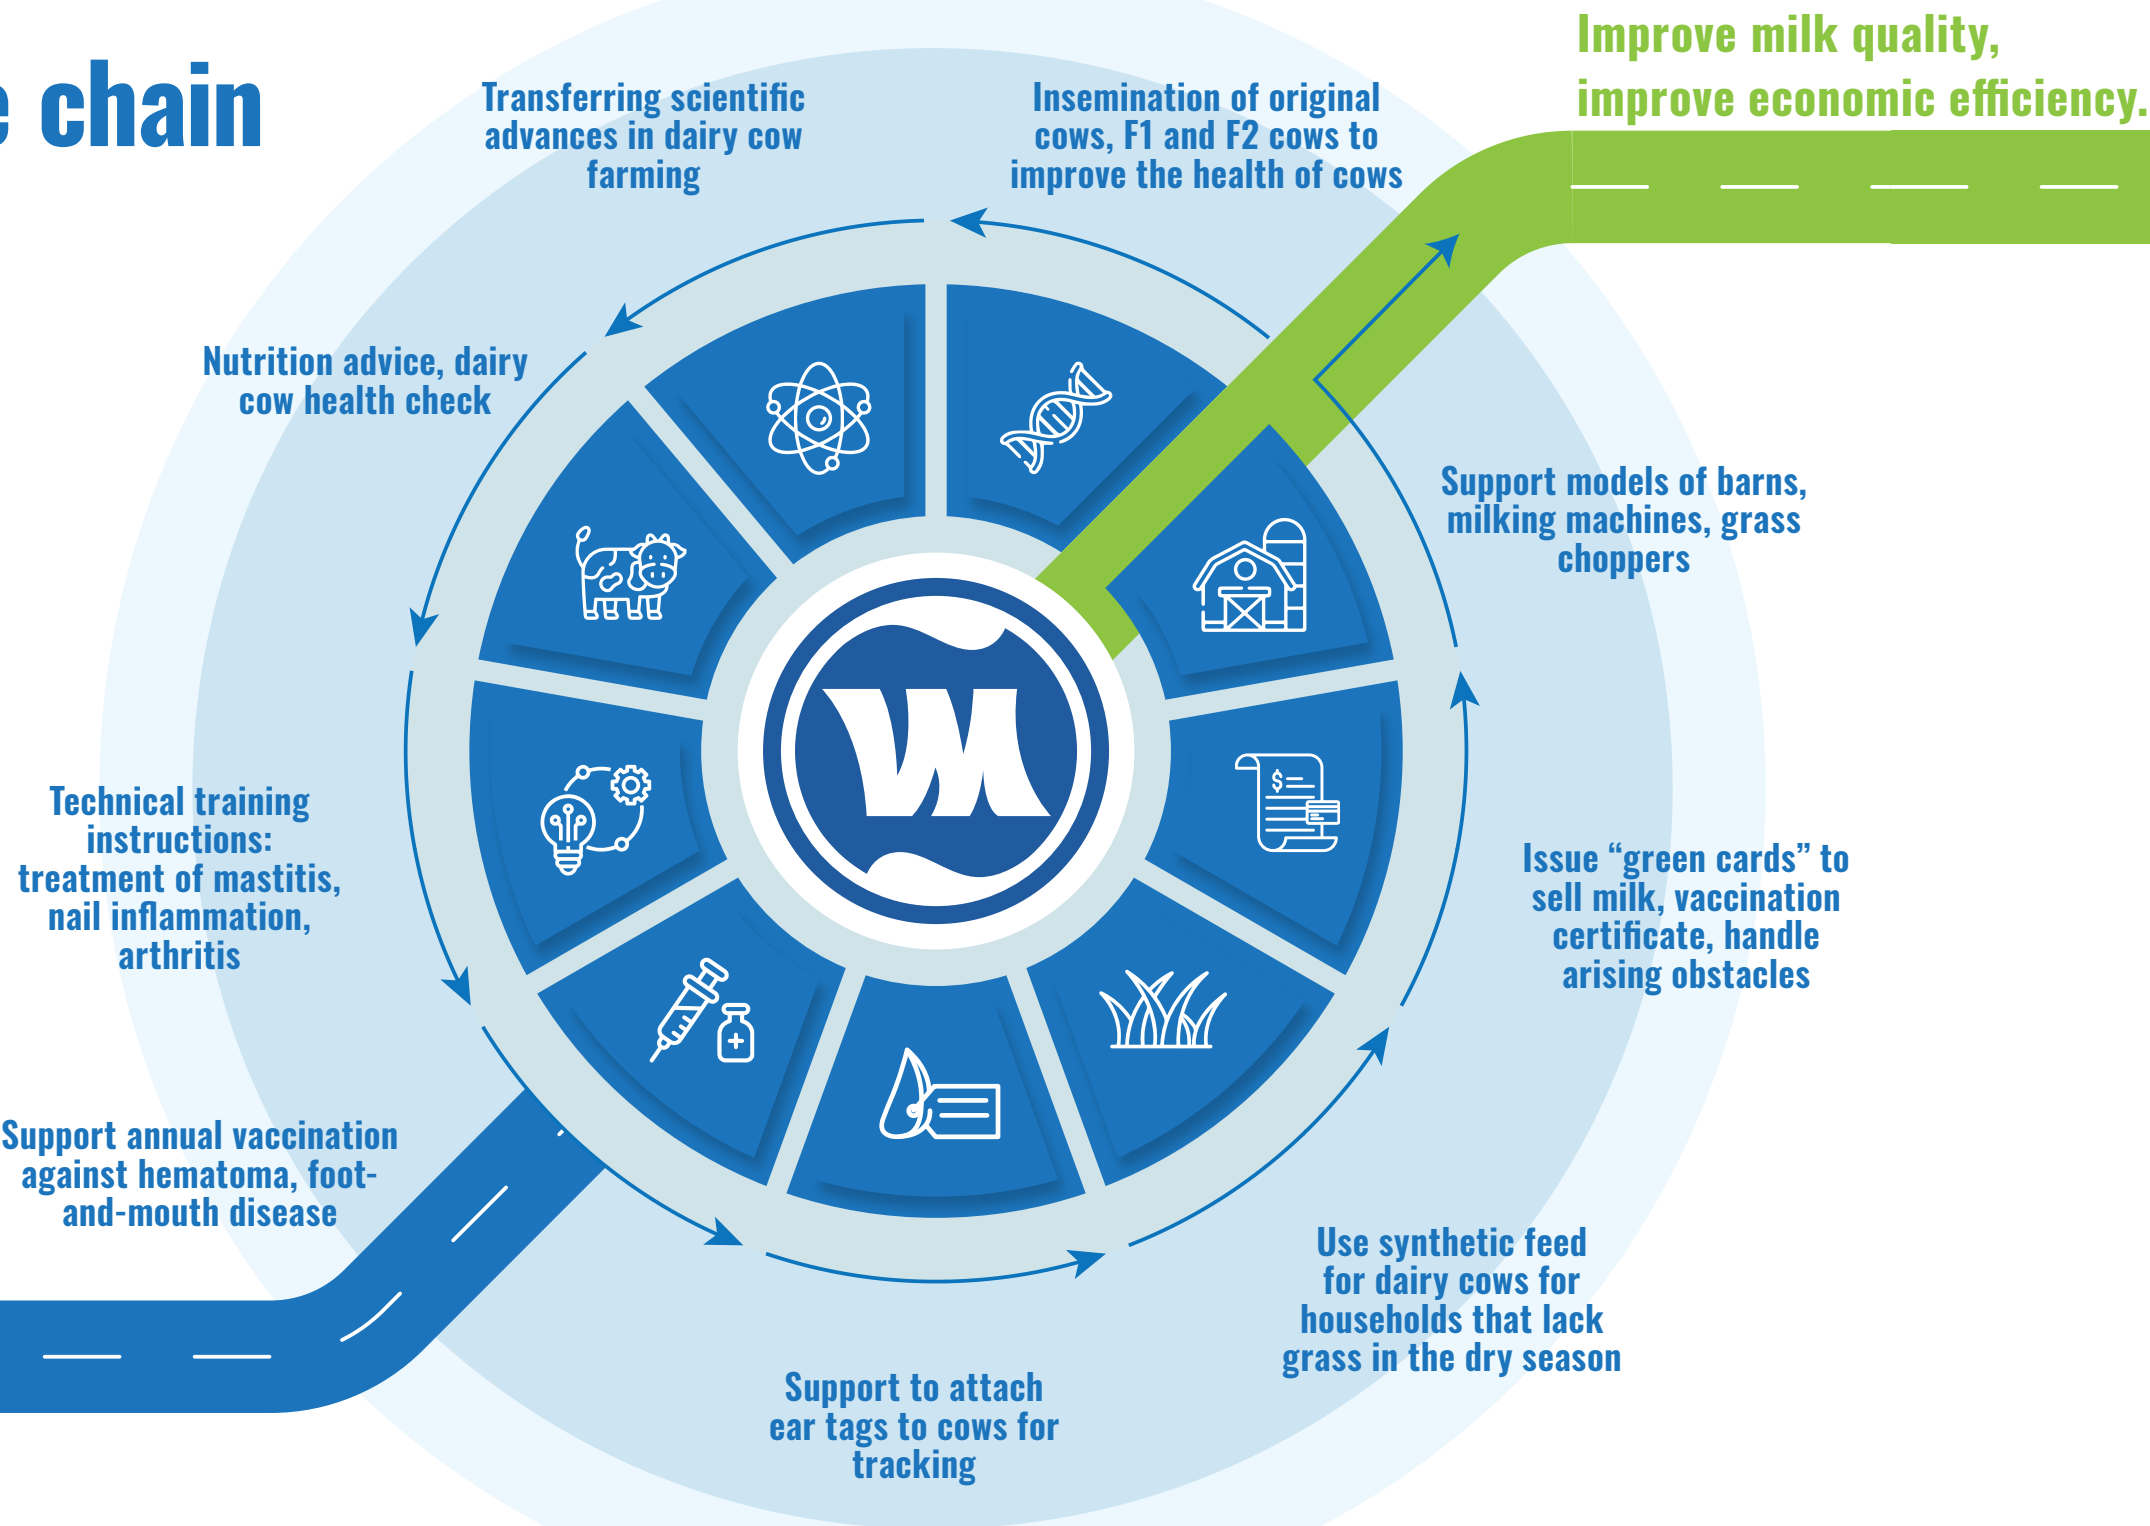 e chain
Improve milk quality,
improve economic efficiency.
Transferring scientific
advances in dairy cow
farming
Insemination of original
cows, F1 and F2 cows to
improve the health of cows
Nutrition advice, dairy
cow health check
Support models of barns,
milking machines, grass
choppers
Technical training
instructions:
treatment of mastitis,
nail inflammation,
arthritis
VM
$
Issue “green cards” to
sell milk, vaccination
certificate, handle
arising obstacles
Support annual vaccination
against hematoma, foot-
and-mouth disease
Use synthetic feed
for dairy cows for
households that lack
grass in the dry season
Support to attach
ear tags to cows for
tracking